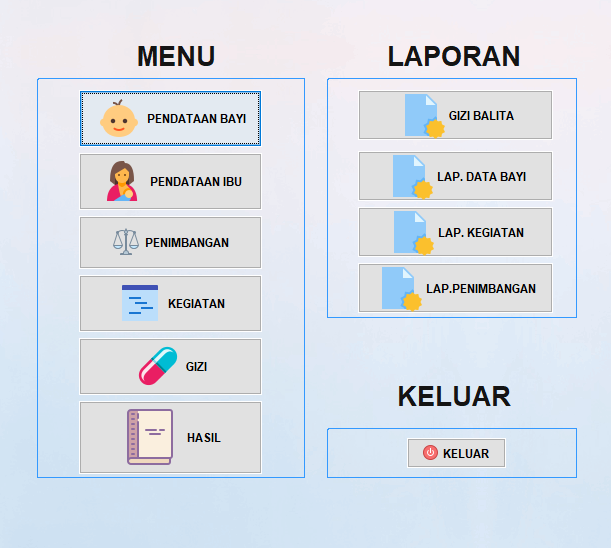 MENU
PENDATAAN BAYI
PENDATAAN IBU
PENIMBANGAN
KEGIATAN
GIZI
HASIL
LAPORAN
GIZI BALITA
LAP. DATA BAYI
LAP. KEGIATAN
LAP.PENIMBANGAN
KELUAR
KELUAR